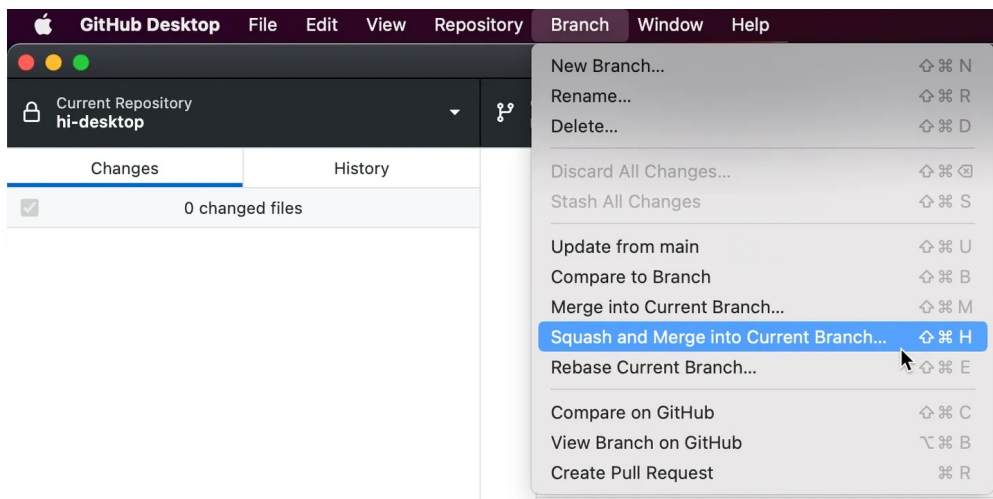 GitHub Desktop File Edit View Repository Branch Window Help
Current Repository
hi-desktop
Changes History
0 changed files
New Branch... ⇧ ⌘ N
Rename... ⇧ ⌘ R
Delete... ⇧ ⌘ D
Discard All Changes... ⇧ ⌘ ⌫
Stash All Changes ⇧ ⌘ S
Update from main ⇧ ⌘ U
Compare to Branch ⇧ ⌘ B
Merge into Current Branch... ⇧ ⌘ M
Squash and Merge into Current Branch... ⇧ ⌘ H
Rebase Current Branch... ⇧ ⌘ E
Compare on GitHub ⇧ ⌘ C
View Branch on GitHub ⌥ ⌘ B
Create Pull Request ⌘ R